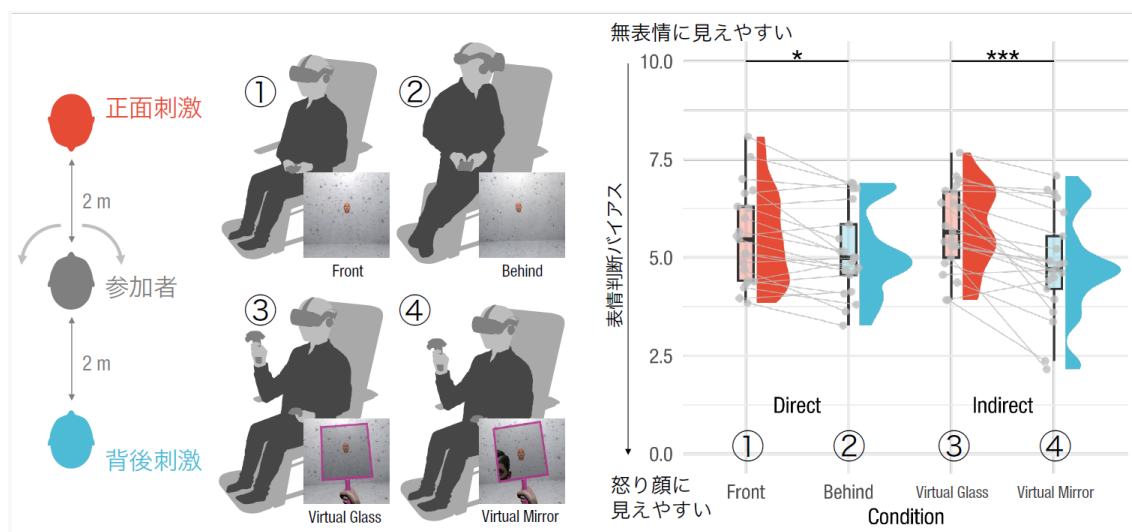 正面刺激
2 m
参加者
2 m
背後刺激
①
Front
②
Behind
③
Virtual Glass
④
Virtual Mirror
無表情に見えやすい
表情判断バイアス
怒り顔に
見えやすい
10.0
7.5
5.0
2.5
0.0
*
***
Direct
Indirect
①
②
③
④
Front
Behind
Virtual Glass
Virtual Mirror
Condition